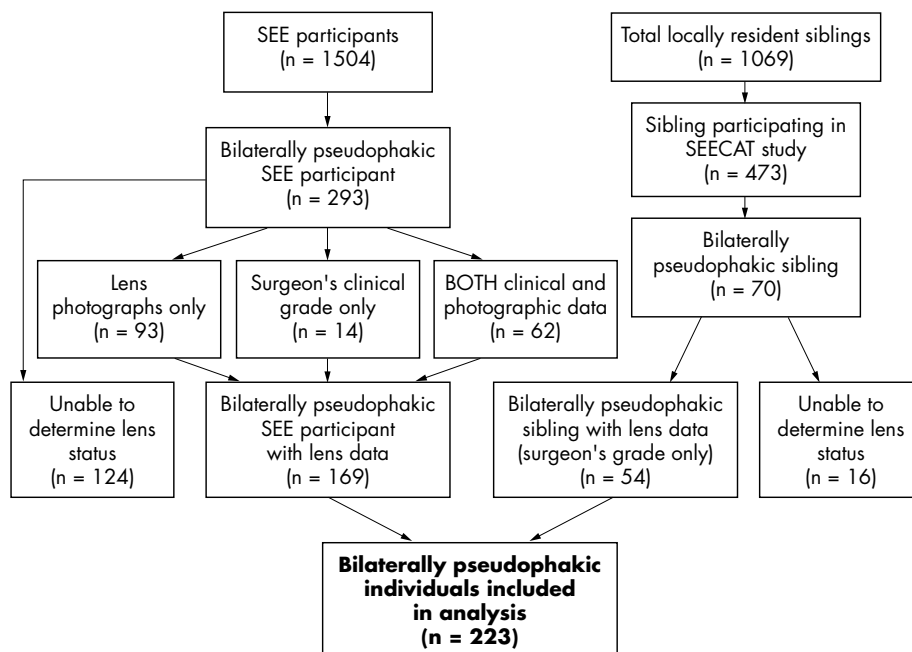 SEE participants
(n = 1504)
Total locally resident siblings
(n = 1069)
Bilaterally pseudophakic
SEE participant
(n = 293)
Sibling participating in
SEECAT study
(n = 473)
Bilaterally
pseudophakic sibling
(n = 70)
Lens
photographs only
(n = 93)
Surgeon's clinical
grade only
(n = 14)
BOTH clinical and
photographic data
(n = 62)
Unable to
determine lens
status
(n = 124)
Bilaterally pseudophakic
SEE participant
with lens data
(n = 169)
Bilaterally pseudophakic
sibling with lens data
(surgeon's grade only)
(n = 54)
Unable to
determine lens
status
(n = 16)
Bilaterally pseudophakic
individuals included
in analysis
(n = 223)